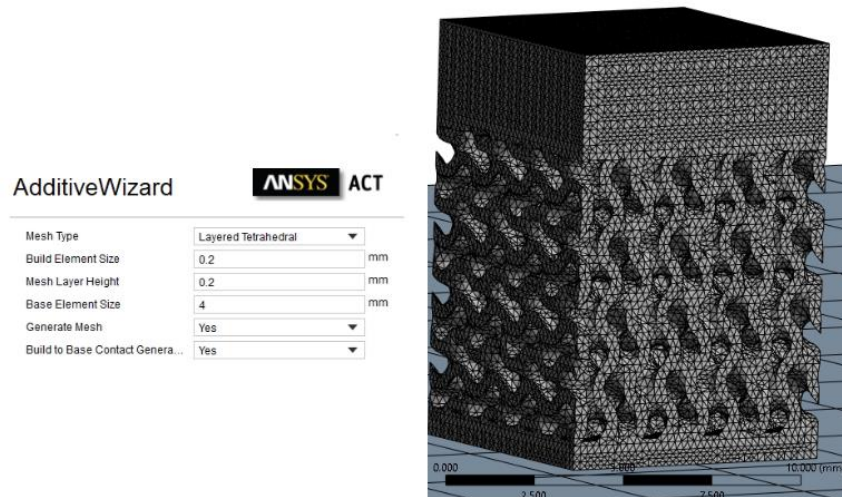 AdditiveWizard
ANSYS ACT
Mesh Type Layered Tetrahedral
Build Element Size 0.2 mm
Mesh Layer Height 0.2 mm
Base Element Size 4 mm
Generate Mesh Yes
Build to Base Contact Genera... Yes
0.000 5.000 10.000 (mm)
2.500 7.500